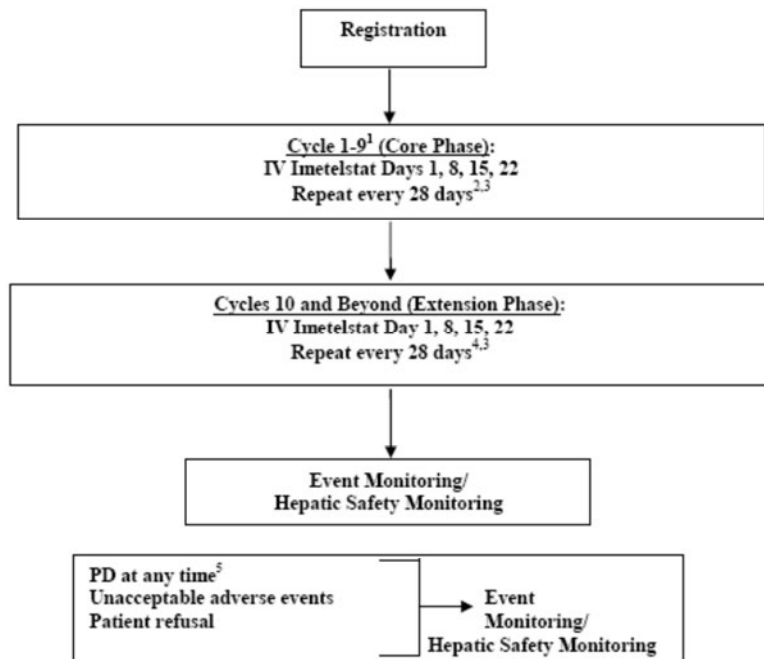 Registration
Cycle 1-9¹ (Core Phase):
IV Imetelstat Days 1, 8, 15, 22
Repeat every 28 days²,³
Cycles 10 and Beyond (Extension Phase):
IV Imetelstat Day 1, 8, 15, 22
Repeat every 28 days⁴,³
Event Monitoring/
Hepatic Safety Monitoring
PD at any time⁵
Unacceptable adverse events
Patient refusal
Event
Monitoring/
Hepatic Safety Monitoring